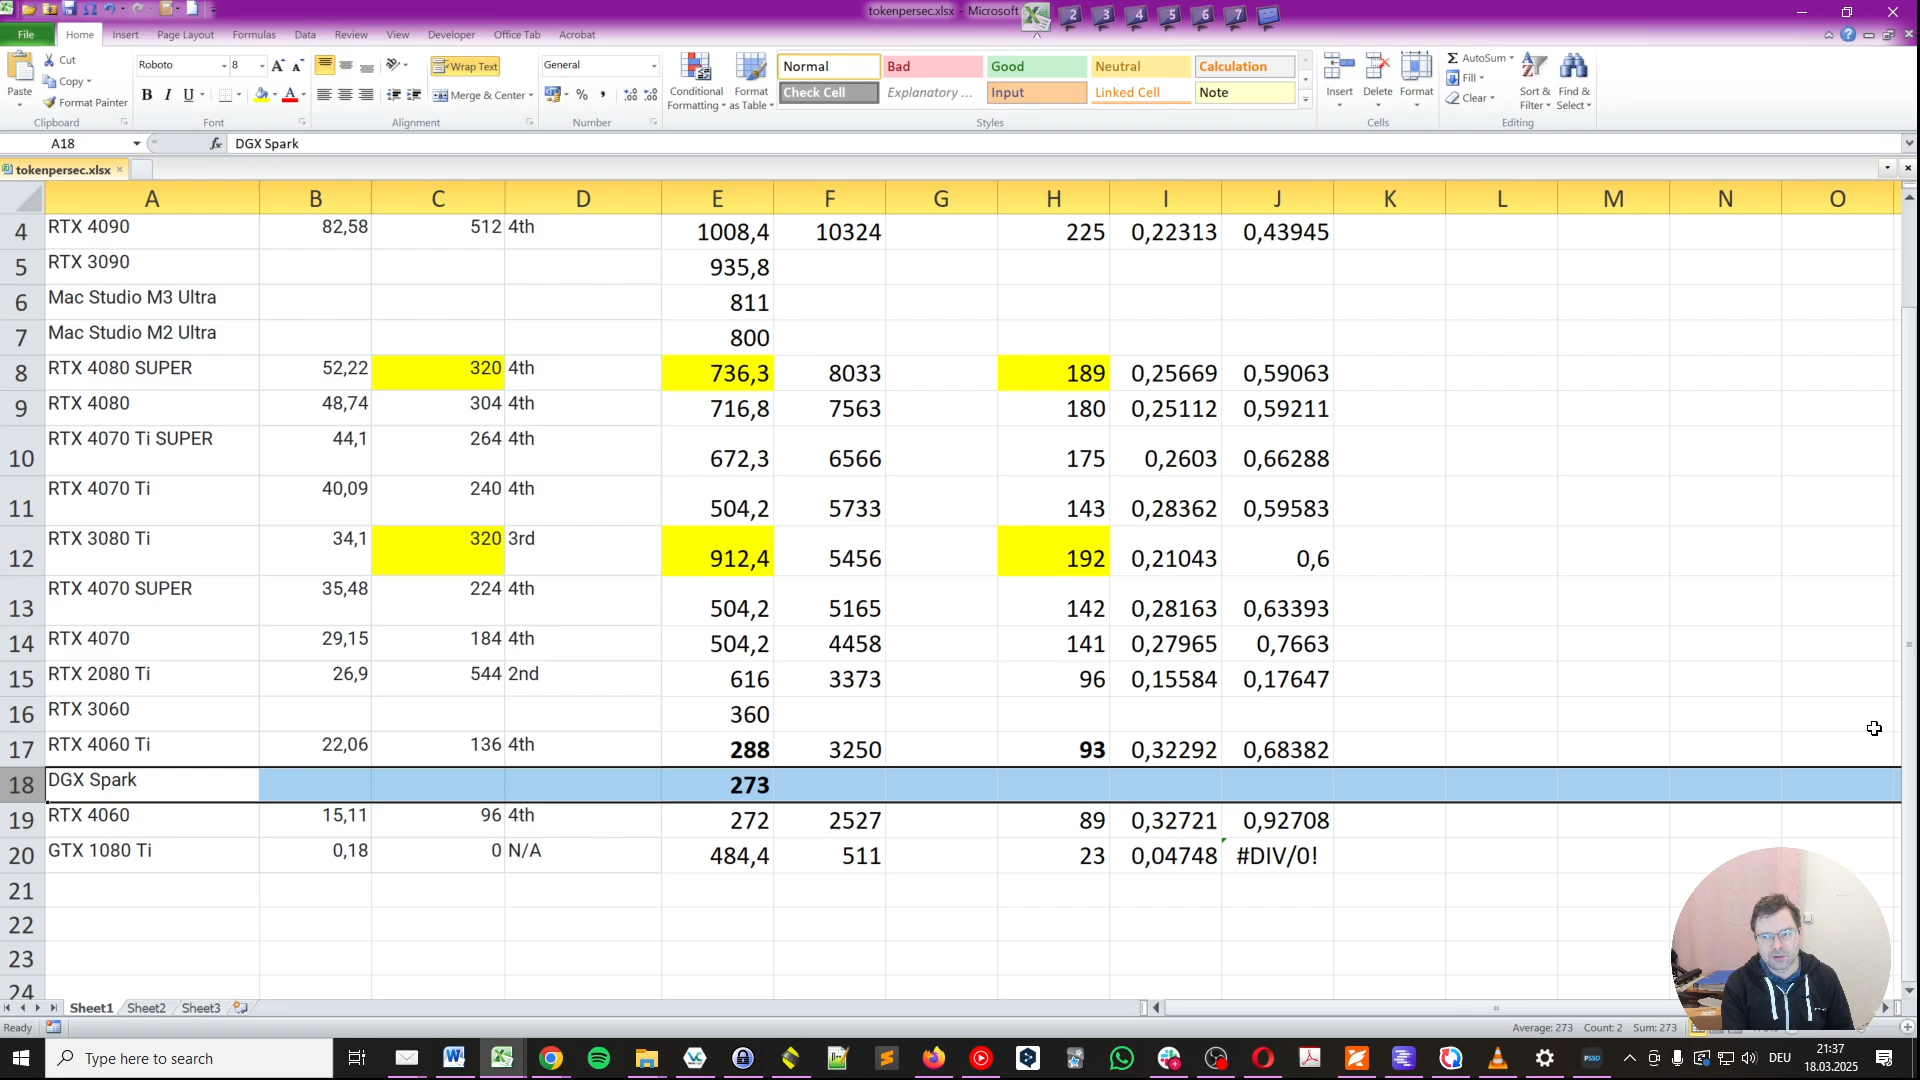 tokenpersec.xlsx - Microsoft
2 3 4 5 6 7
File Home Insert Page Layout Formulas Data Review View Developer Office Tab Acrobat
Paste Cut Roboto 8 Wrap Text General Conditional Formatting Format as Table Normal Bad Good Neutral Calculation Insert Delete Format AutoSum Sort & Filter Find & Select
Copy Fill
Format Painter B I U Merge & Center % , Check Cell Explanatory ... Input Linked Cell Note Clear
Clipboard Font Alignment Number Styles Cells Editing
A18 fx DGX Spark
tokenpersec.xlsx
A B C D E F G H I J K L M N O
4 RTX 4090 82,58 512 4th 1008,4 10324 225 0,22313 0,43945
5 RTX 3090 935,8
6 Mac Studio M3 Ultra 811
7 Mac Studio M2 Ultra 800
8 RTX 4080 SUPER 52,22 320 4th 736,3 8033 189 0,25669 0,59063
9 RTX 4080 48,74 304 4th 716,8 7563 180 0,25112 0,59211
10 RTX 4070 Ti SUPER 44,1 264 4th 672,3 6566 175 0,2603 0,66288
11 RTX 4070 Ti 40,09 240 4th 504,2 5733 143 0,28362 0,59583
12 RTX 3080 Ti 34,1 320 3rd 912,4 5456 192 0,21043 0,6
13 RTX 4070 SUPER 35,48 224 4th 504,2 5165 142 0,28163 0,63393
14 RTX 4070 29,15 184 4th 504,2 4458 141 0,27965 0,7663
15 RTX 2080 Ti 26,9 544 2nd 616 3373 96 0,15584 0,17647
16 RTX 3060 360
17 RTX 4060 Ti 22,06 136 4th 288 3250 93 0,32292 0,68382
18 DGX Spark 273
19 RTX 4060 15,11 96 4th 272 2527 89 0,32721 0,92708
20 GTX 1080 Ti 0,18 0 N/A 484,4 511 23 0,04748 #DIV/0!
21
22
23
24
Sheet1 Sheet2 Sheet3
Ready Average: 273 Count: 2 Sum: 273
Type here to search DEU 21:37
18.03.2025